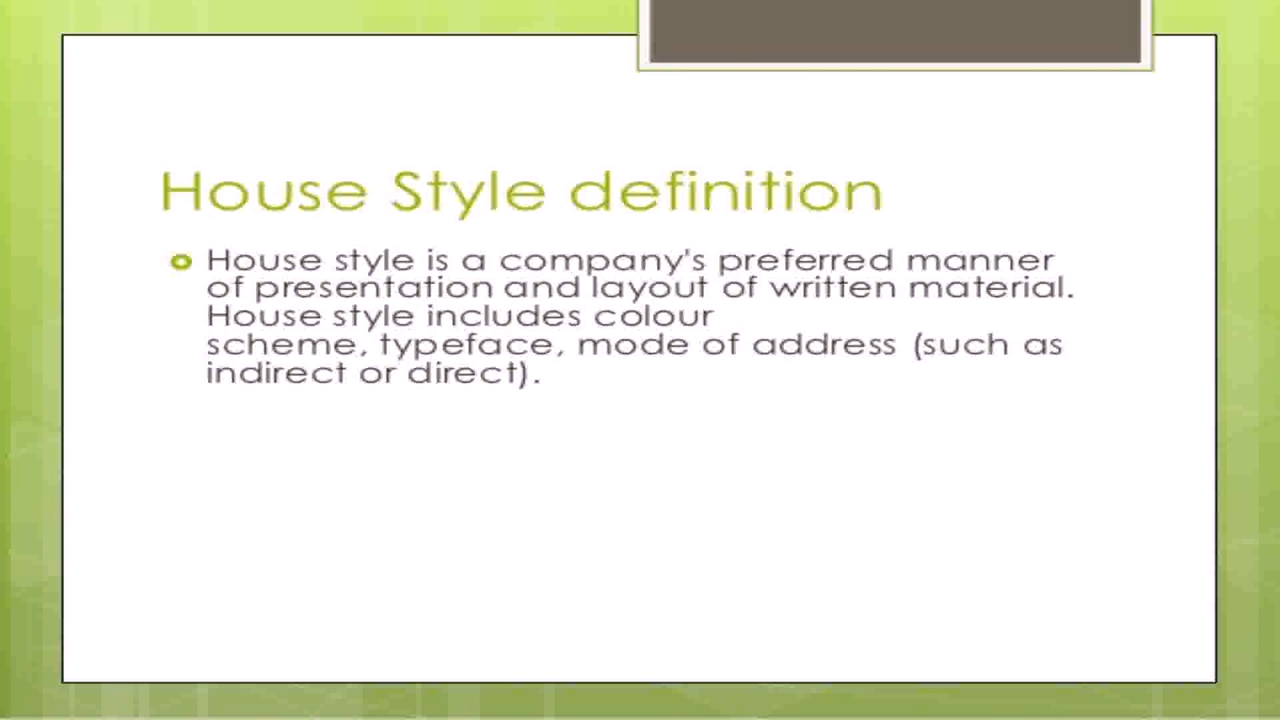 House Style definition
House style is a company's preferred manner
of presentation and layout of written material.
House style includes colour
scheme, typeface, mode of address (such as
indirect or direct).